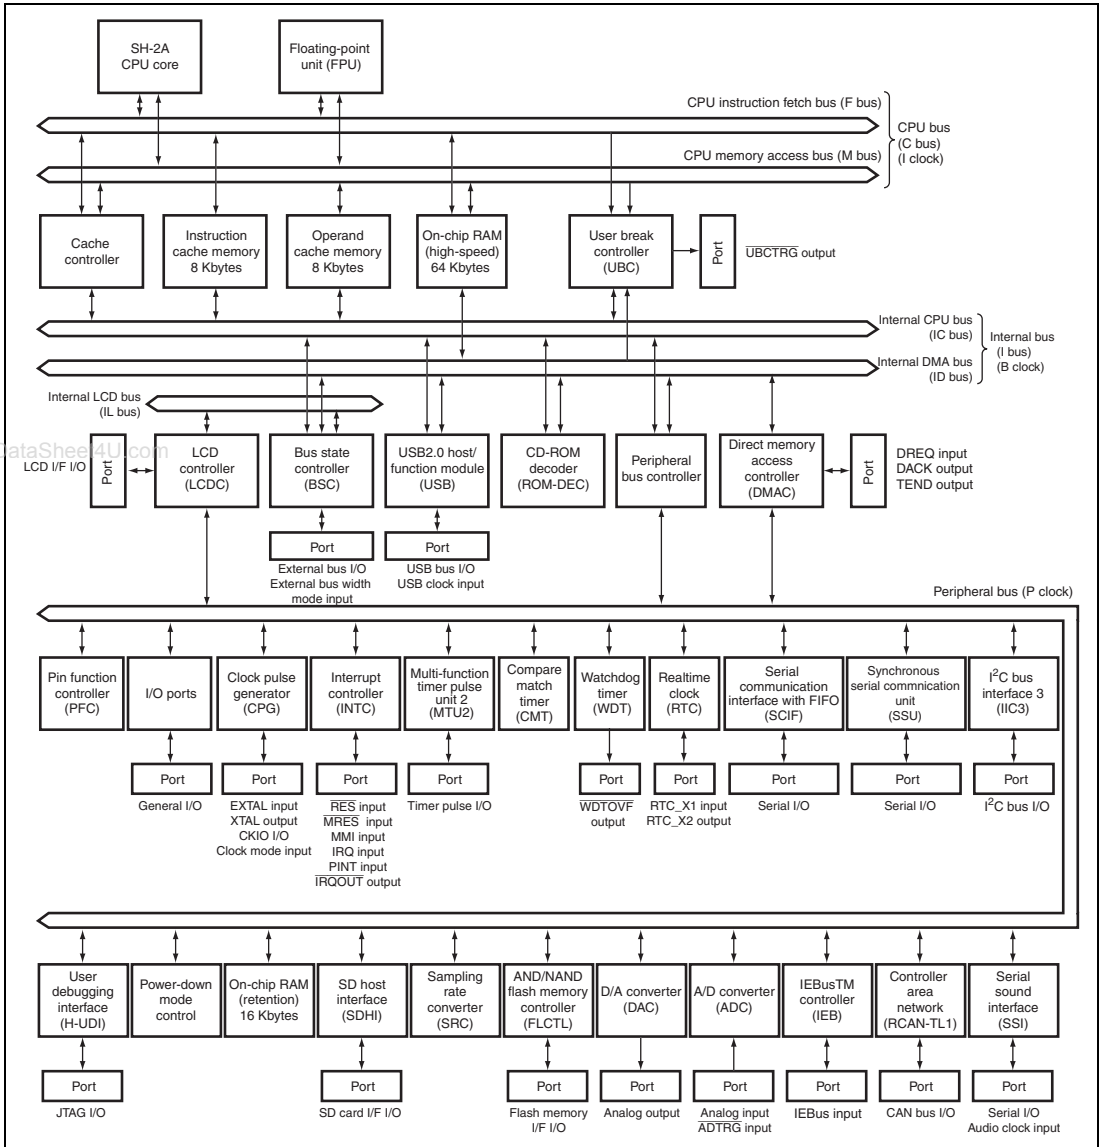 SH-2A
CPU core
Floating-point
unit (FPU)
CPU instruction fetch bus (F bus)
CPU memory access bus (M bus)
CPU bus
(C bus)
(I clock)
Cache
controller
Instruction
cache memory
8 Kbytes
Operand
cache memory
8 Kbytes
On-chip RAM
(high-speed)
64 Kbytes
User break
controller
(UBC)
Port
UBCTRG output
Internal CPU bus
(IC bus)
Internal DMA bus
(ID bus)
Internal bus
(I bus)
(B clock)
Internal LCD bus
(IL bus)
DataSheet4U.com
LCD I/F I/O
Port
LCD
controller
(LCDC)
Bus state
controller
(BSC)
USB2.0 host/
function module
(USB)
CD-ROM
decoder
(ROM-DEC)
Peripheral
bus controller
Direct memory
access
controller
(DMAC)
Port
DREQ input
DACK output
TEND output
Port
External bus I/O
External bus width
mode input
Port
USB bus I/O
USB clock input
Peripheral bus (P clock)
Pin function
controller
(PFC)
I/O ports
Clock pulse
generator
(CPG)
Interrupt
controller
(INTC)
Multi-function
timer pulse
unit 2
(MTU2)
Compare
match
timer
(CMT)
Watchdog
timer
(WDT)
Realtime
clock
(RTC)
Serial
communication
interface with FIFO
(SCIF)
Synchronous
serial commnication
unit
(SSU)
I2C bus
interface 3
(IIC3)
Port
General I/O
Port
EXTAL input
XTAL output
CKIO I/O
Clock mode input
Port
RES input
MRES input
MMI input
IRQ input
PINT input
IRQOUT output
Port
Timer pulse I/O
Port
WDTOVF
output
Port
RTC_X1 input
RTC_X2 output
Port
Serial I/O
Port
Serial I/O
Port
I2C bus I/O
User
debugging
interface
(H-UDI)
Power-down
mode
control
On-chip RAM
(retention)
16 Kbytes
SD host
interface
(SDHI)
Sampling
rate
converter
(SRC)
AND/NAND
flash memory
controller
(FLCTL)
D/A converter
(DAC)
A/D converter
(ADC)
IEBusTM
controller
(IEB)
Controller
area
network
(RCAN-TL1)
Serial
sound
interface
(SSI)
Port
JTAG I/O
Port
SD card I/F I/O
Port
Flash memory
I/F I/O
Port
Analog output
Port
Analog input
ADTRG input
Port
IEBus input
Port
CAN bus I/O
Port
Serial I/O
Audio clock input